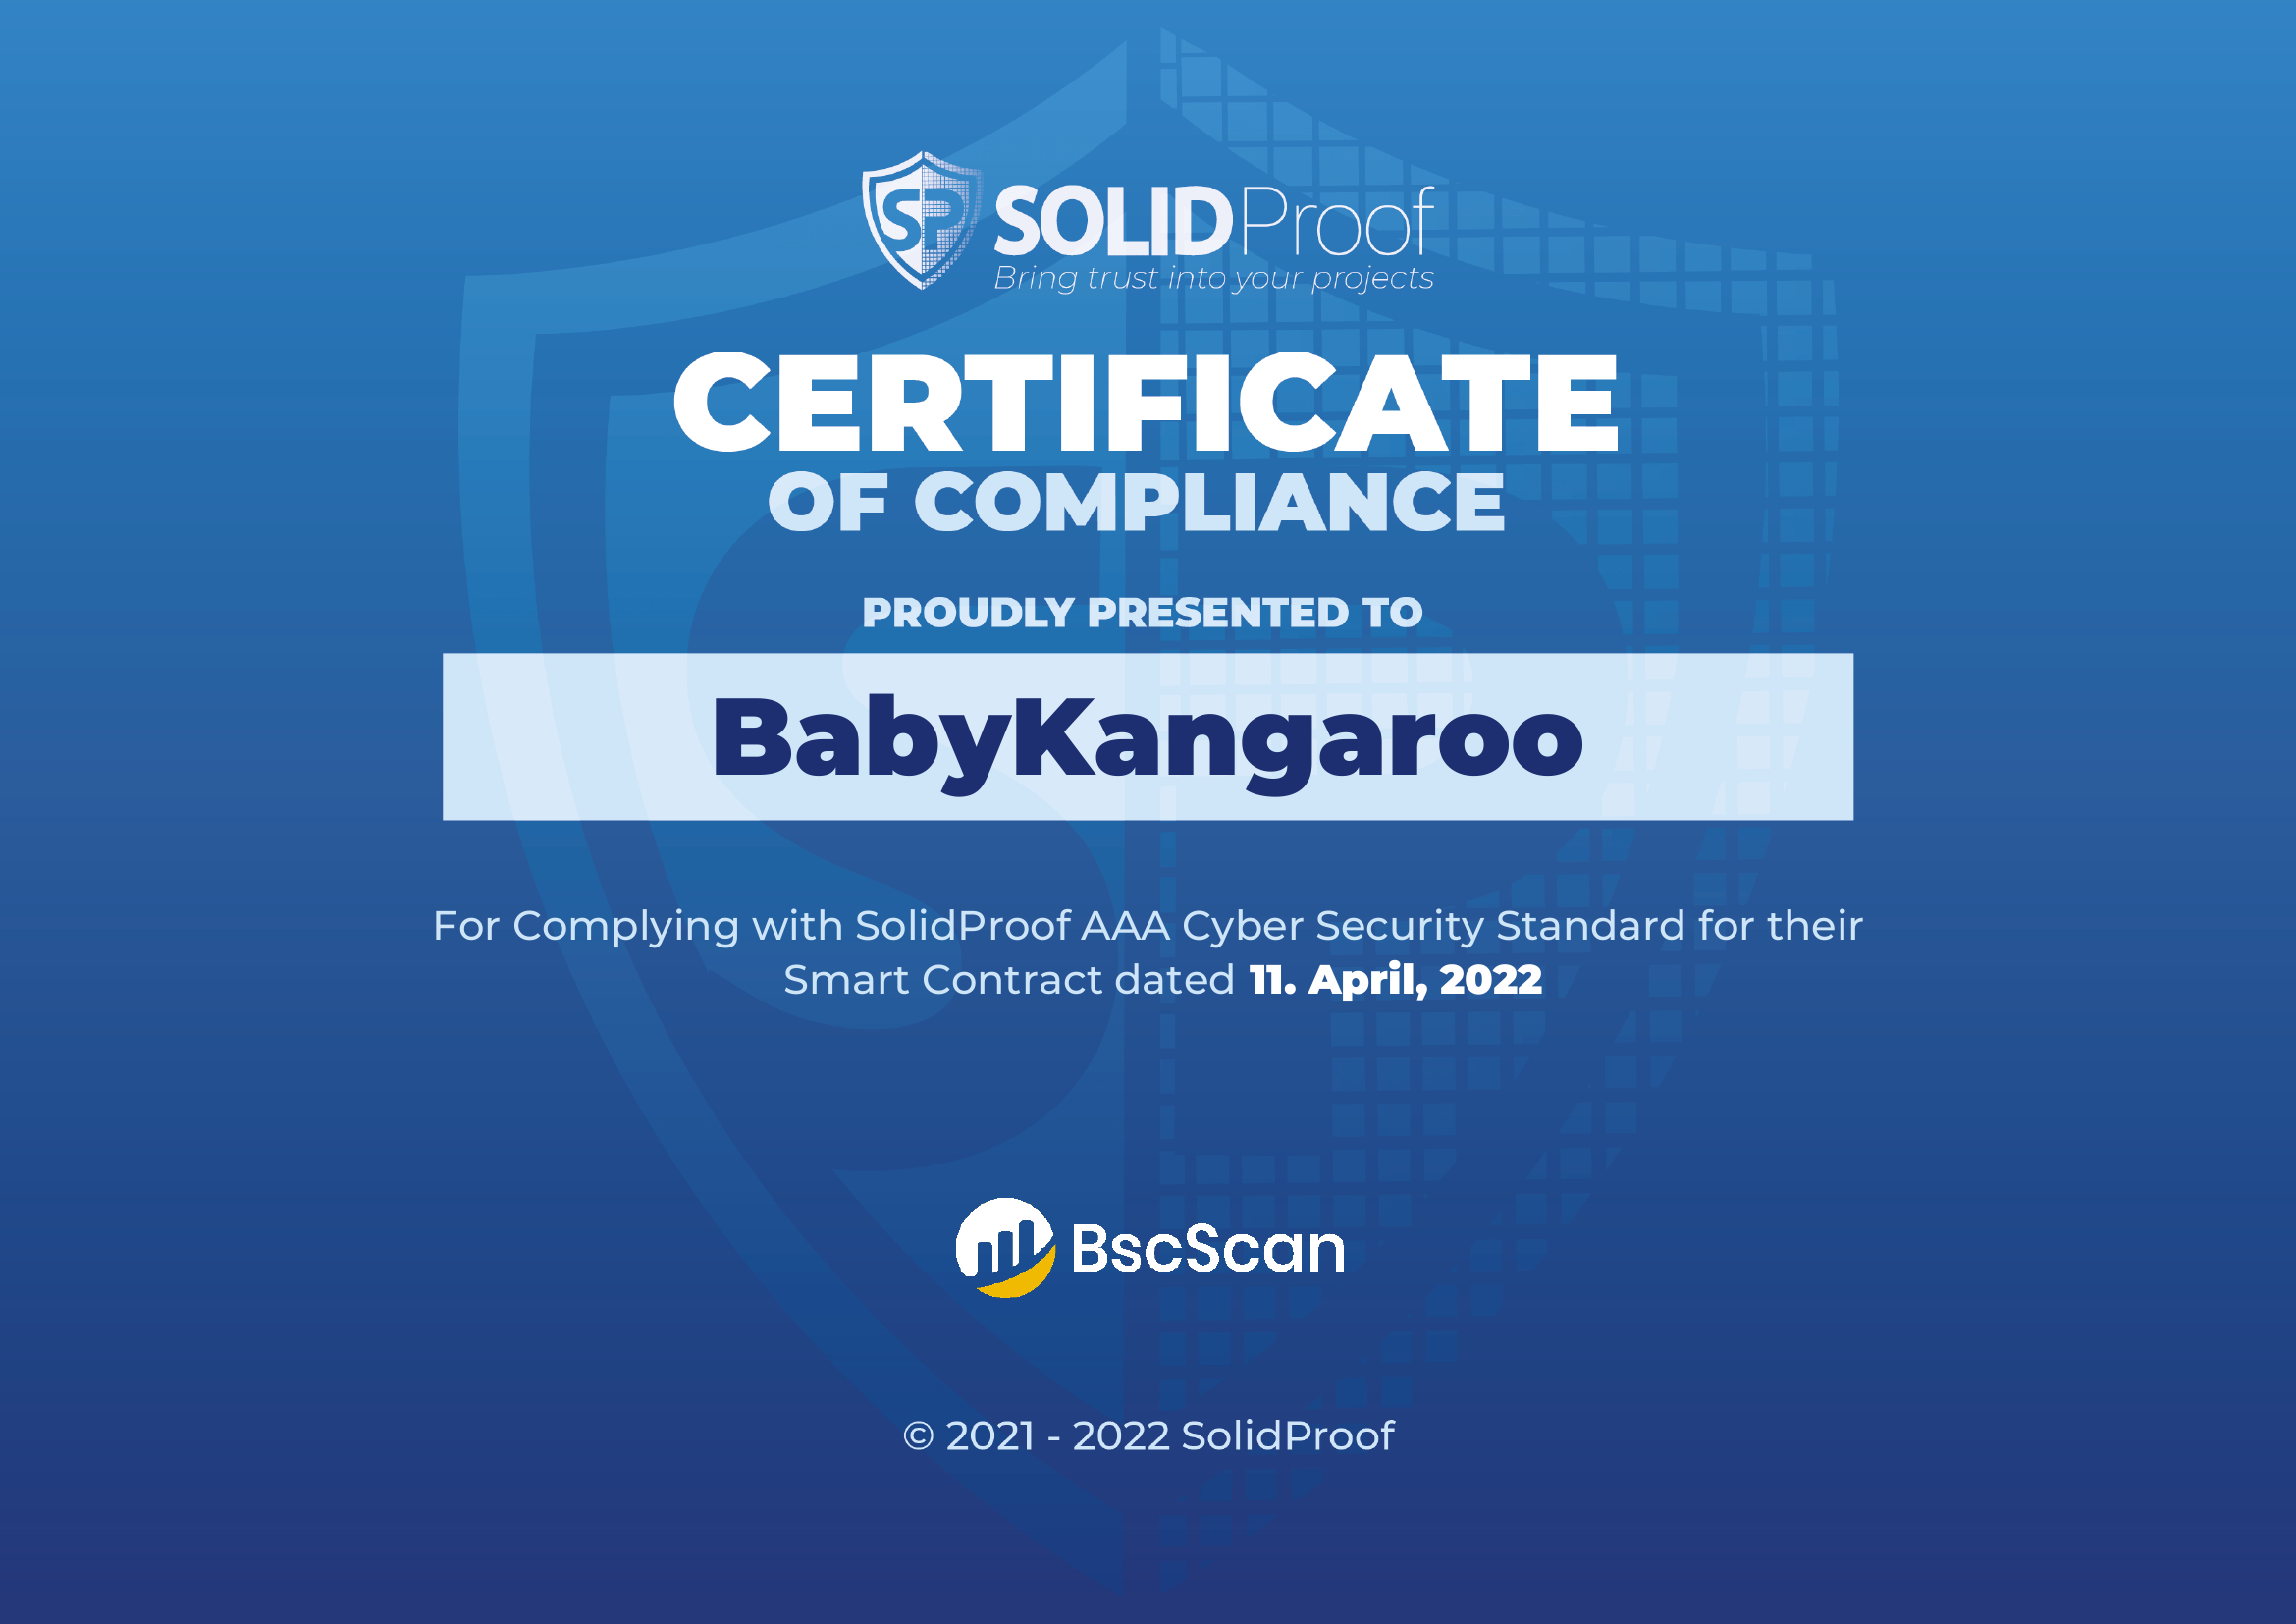 SP SOLIDProof
Bring trust into your projects
CERTIFICATE
OF COMPLIANCE
PROUDLY PRESENTED TO
BabyKangaroo
For Complying with SolidProof AAA Cyber Security Standard for their
Smart Contract dated 11. April, 2022
BscScan
© 2021 - 2022 SolidProof